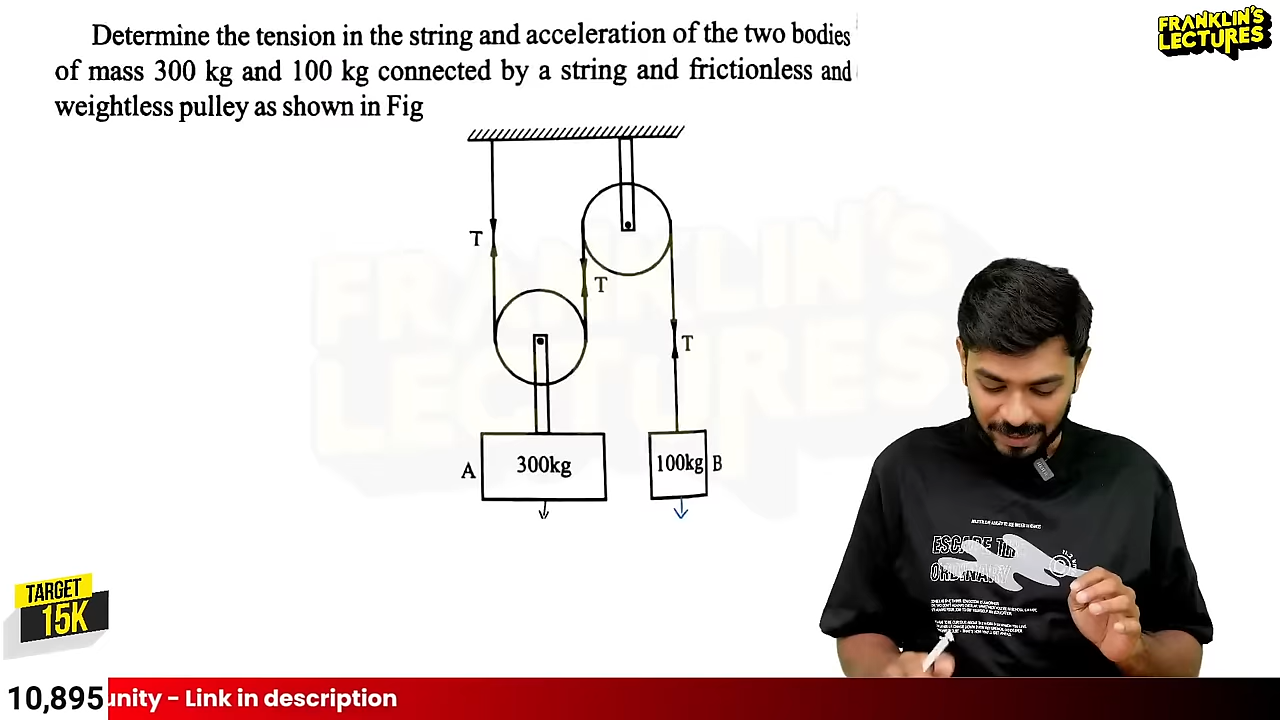 Determine the tension in the string and acceleration of the two bodies
of mass 300 kg and 100 kg connected by a string and frictionless and
weightless pulley as shown in Fig
FRANKLIN'S
LECTURES
T
T
T
A
300kg
100kg
B
FRANKLIN'S
LECTURES
ESCAPE THE
ORDINARY
TARGET
15K
10,895
unity - Link in description